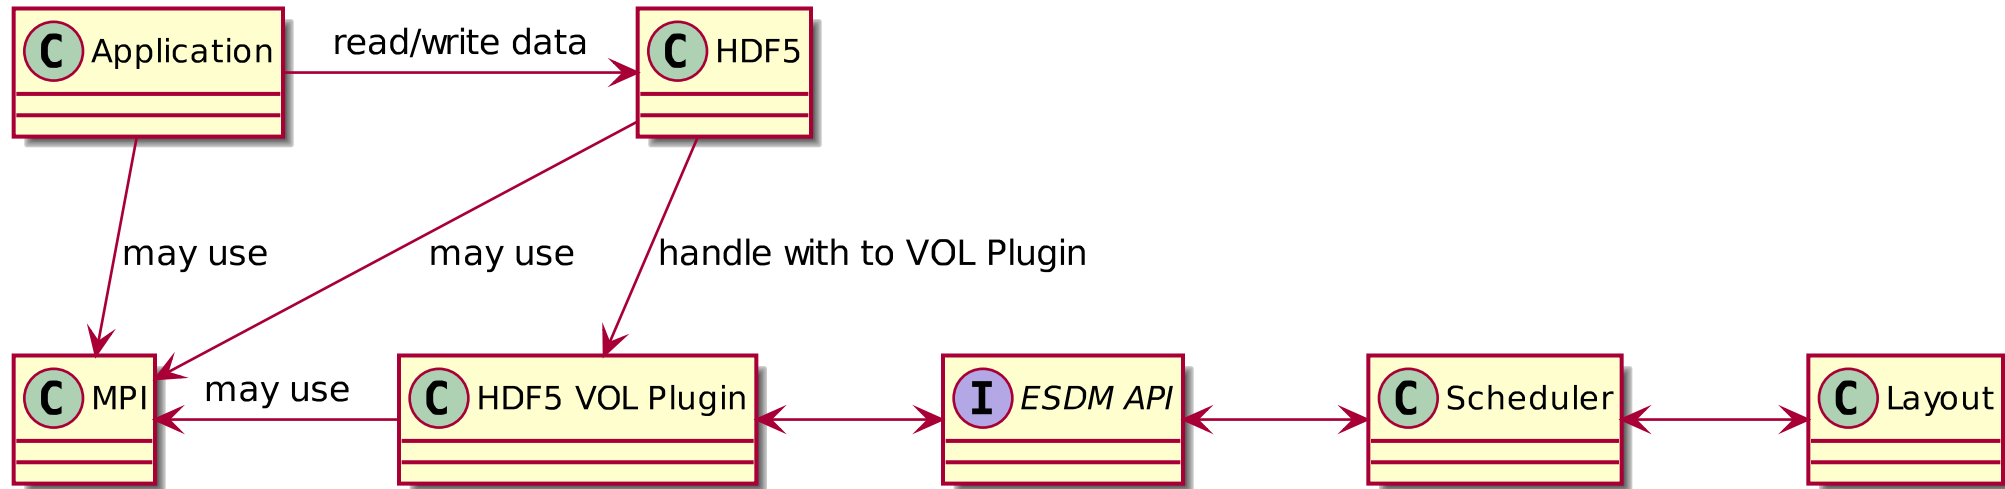 C Application
read/write data
C HDF5
may use
may use
handle with to VOL Plugin
C MPI
may use
C HDF5 VOL Plugin
I ESDM API
C Scheduler
C Layout